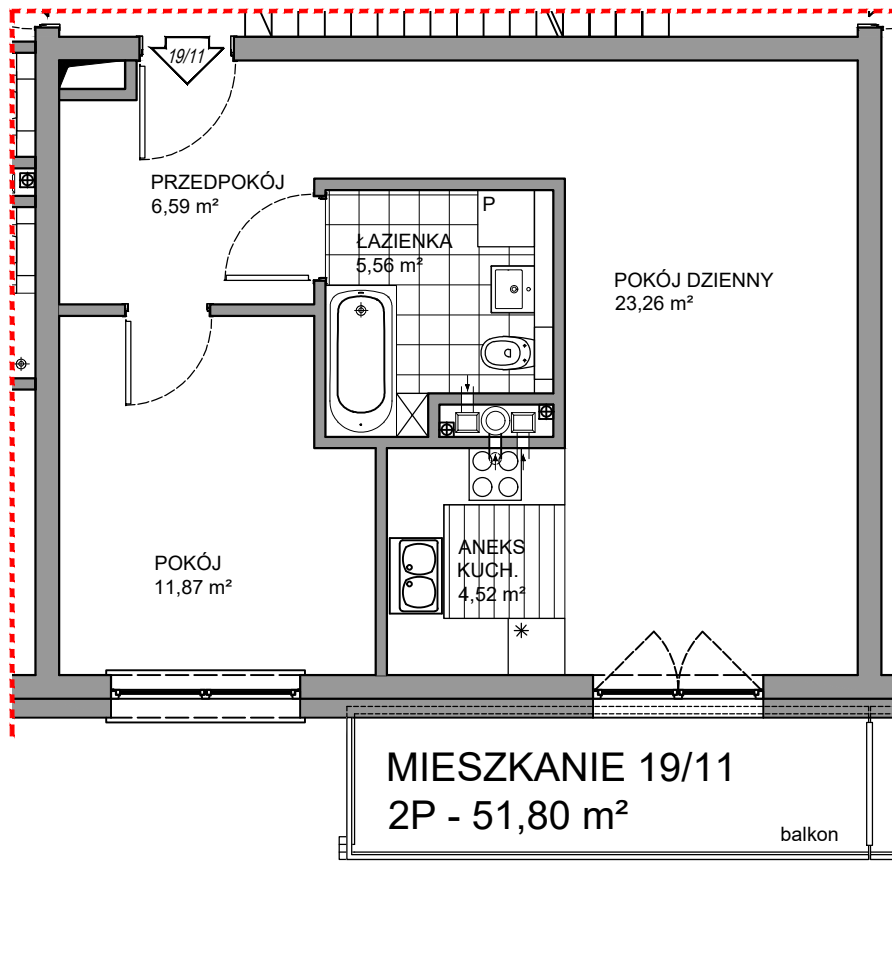 19/11
PRZEDPOKÓJ
6,59 m²
P
ŁAZIENKA
5,56 m²
POKÓJ DZIENNY
23,26 m²
POKÓJ
11,87 m²
ANEKS
KUCH.
4,52 m²
MIESZKANIE 19/11
2P - 51,80 m²
balkon